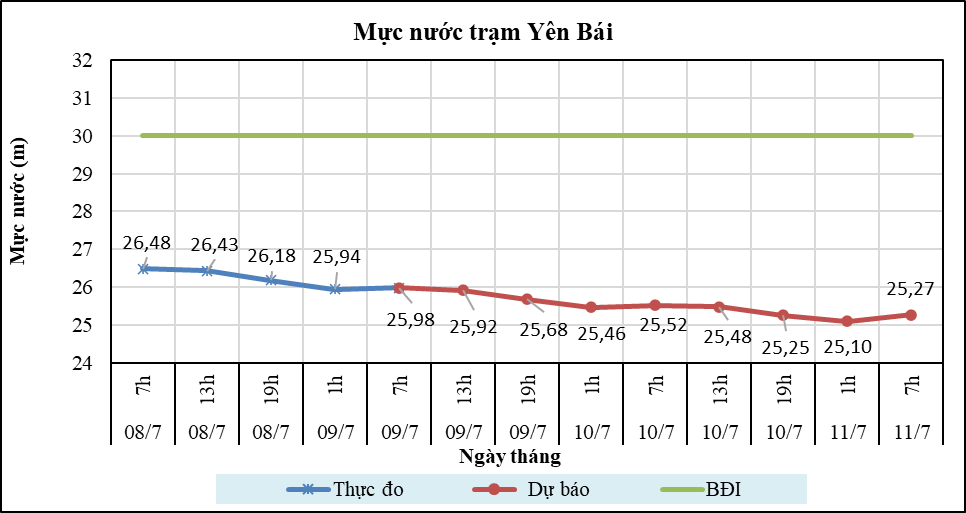 Mực nước trạm Yên Bái
Mực nước (m)
32
31
30
29
28
27
26
25
24
26,48 26,43 26,18 25,94 25,98 25,92 25,68 25,46 25,52 25,48 25,25 25,10 25,27
7h 13h 19h 1h 7h 13h 19h 1h 7h 13h 19h 1h 7h
08/7 08/7 08/7 09/7 09/7 09/7 09/7 10/7 10/7 10/7 10/7 11/7 11/7
Ngày tháng
Thực đo Dự báo BĐI